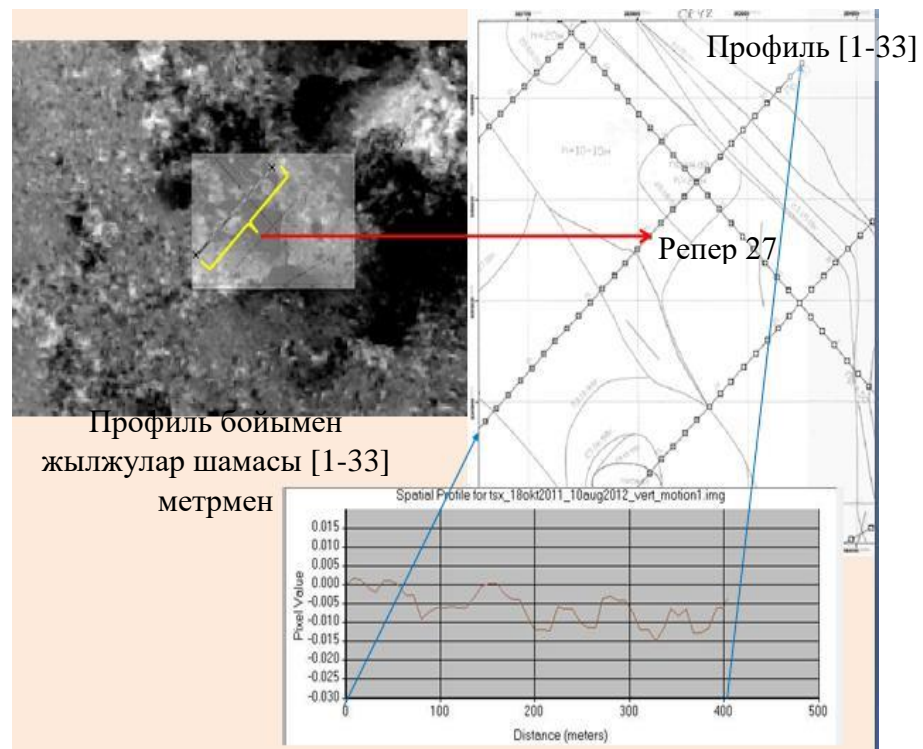 Профиль [1-33]
Репер 27
Профил бойымен
жылжулар шамасы [1-33]
метрмен
Spatial Profile for tsx_18okt2011_10aug2012_vert_motion1.img
0.015
0.010
0.005
0.000
-0.005
-0.010
-0.015
-0.020
-0.025
-0.030
Pixel Value
0 100 200 300 400 500
Distance (meters)